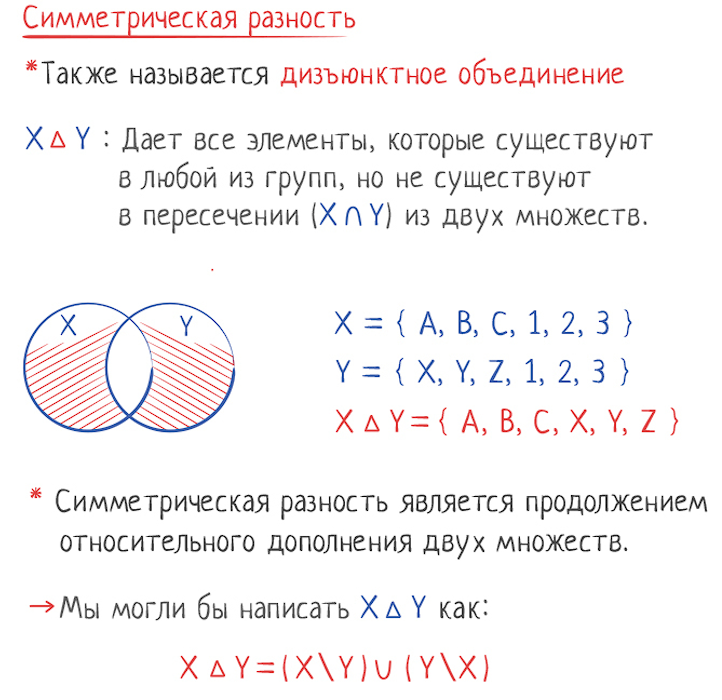 Симметрическая разность
*Также называется дизъюнктное объединение
X △ Y : Дает все элементы, которые существуют
в любой из групп, но не существуют
в пересечении (X ∩ Y) из двух множеств.
X Y
X = { A, B, C, 1, 2, 3 }
Y = { X, Y, Z, 1, 2, 3 }
X △ Y = { A, B, C, X, Y, Z }
* Симметрическая разность является продолжением
относительного дополнения двух множеств.
→ Мы могли бы написать X △ Y как:
X △ Y = (X \ Y) ∪ (Y \ X)